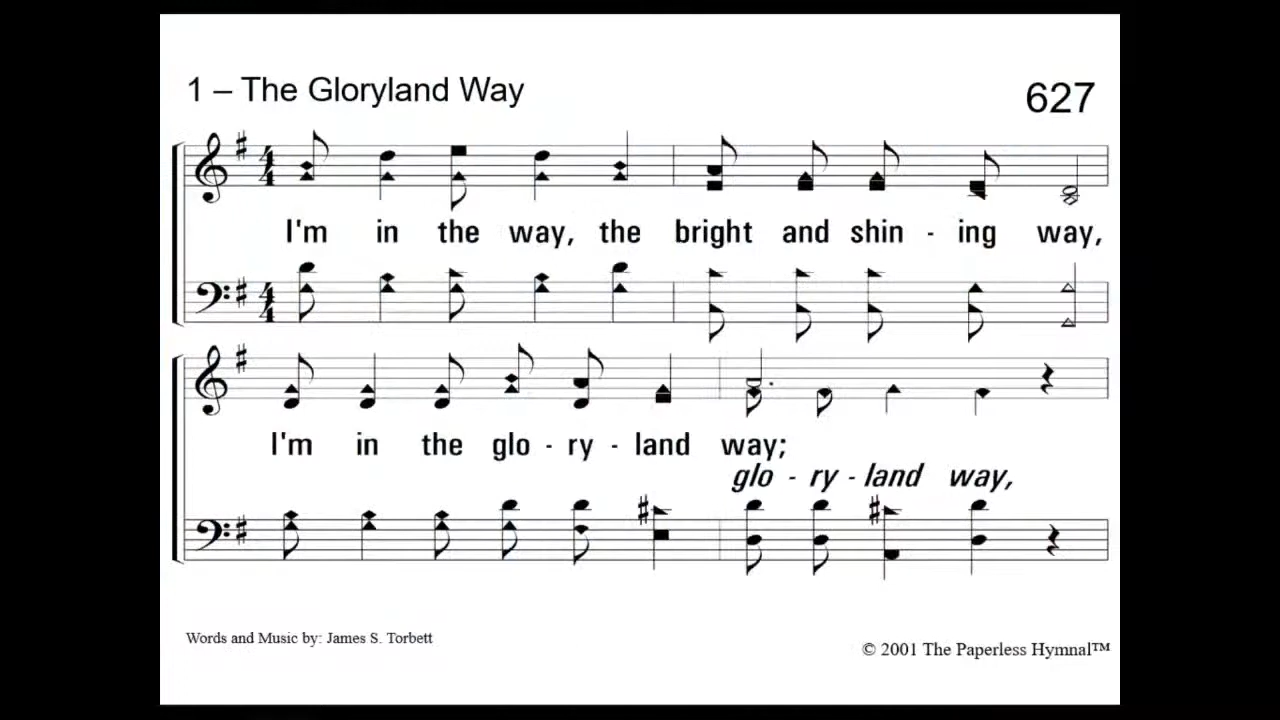 1 – The Gloryland Way
627
I'm in the way, the bright and shin - ing way,
I'm in the glo - ry - land way;
glo - ry - land way,
Words and Music by: James S. Torbett
© 2001 The Paperless Hymnal™